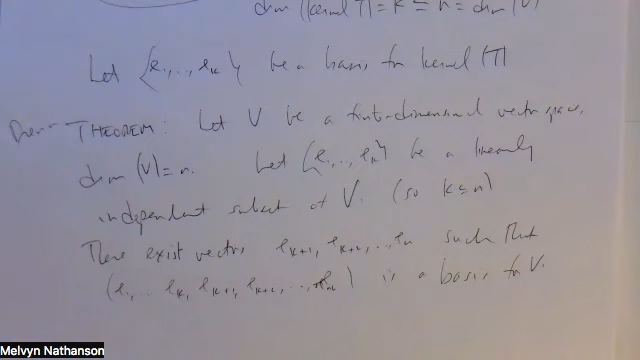 dim (kernel T) = k ≤ n = dim (V)
Let {e1, ..., ek} be a basis for kernel (T)
THEOREM: Let V be a finite-dimensional vector space.
dim (V) = n. Let {e1, ..., ek} be a linearly
independent subset of V. (so k ≤ n)
There exist vectors ek+1, ek+2, ..., en such that
{e1, ... ek, ek+1, ek+2, ..., en} is a basis for V.
Melvyn Nathanson